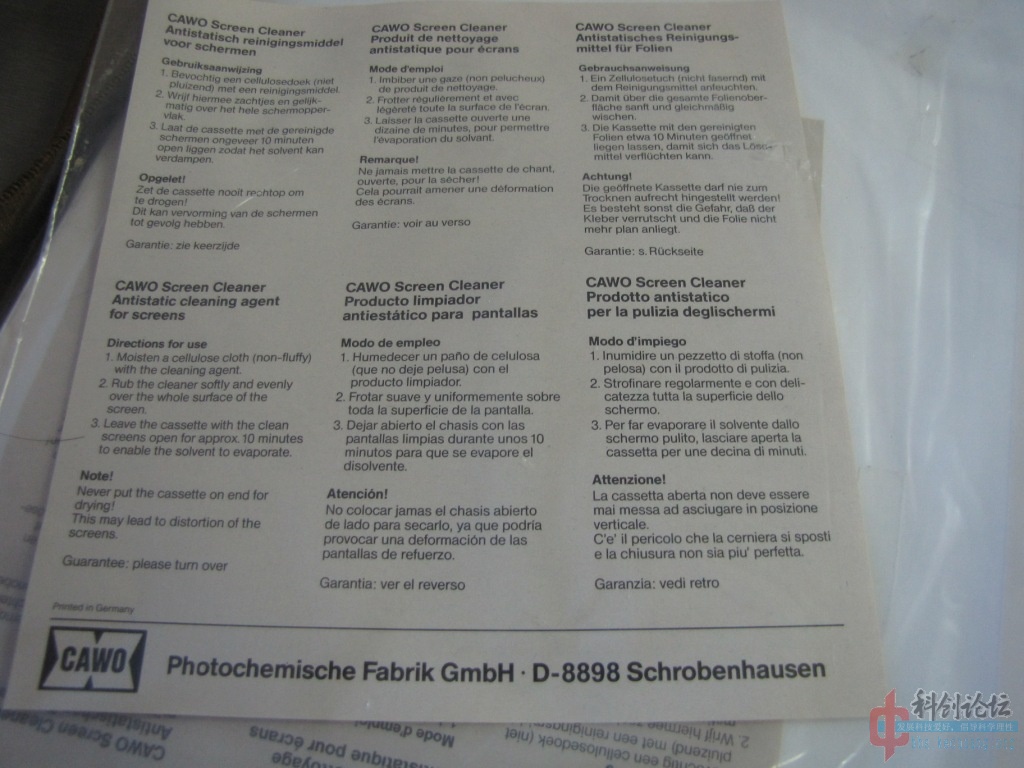 CAWO Screen Cleaner
Antistatisch reinigingsmiddel
voor schermen
Gebruiksaanwijzing
1. Bevochtig een cellulosedoek (niet
pluizend) met een reinigingsmiddel.
2. Wrijf hiermee zachtjes en gelijk-
matig over het hele schermopper-
vlak.
3. Laat de cassette met de gereinigde
schermen ongeveer 10 minuten
open liggen zodat het solvent kan
verdampen.
Opgelet!
Zet de cassette nooit rechtop om
te drogen!
Dit kan vervorming van de schermen
tot gevolg hebben.
Garantie: zie keerzijde
CAWO Screen Cleaner
Produit de nettoyage
antistatique pour écrans
Mode d'emploi
1. Imbiber une gaze (non pelucheux)
de produit de nettoyage.
2. Frotter régulièrement et avec
légèreté toute la surface de l'écran.
3. Laisser la cassette ouverte une
dizaine de minutes, pour permettre
l'évaporation du solvant.
Remarque!
Ne jamais mettre la cassette de chant,
ouverte, pour la sècher!
Cela pourrait amener une déformation
des écrans.
Garantie: voir au verso
CAWO Screen Cleaner
Antistatisches Reinigungs-
mittel für Folien
Gebrauchsanweisung
1. Ein Zellulosetuch (nicht fasernd) mit
dem Reinigungsmittel anfeuchten.
2. Damit über die gesamte Folienober-
fläche sanft und gleichmäßig
wischen.
3. Die Kassette mit den gereinigten
Folien etwa 10 Minuten geöffnet
liegen lassen, damit sich das Löse-
mittel verflüchten kann.
Achtung!
Die geöffnete Kassette darf nie zum
Trocknen aufrecht hingestellt werden!
Es besteht sonst die Gefahr, daß der
Kleber verrutscht und die Folie nicht
mehr plan anliegt.
Garantie: s. Rückseite
CAWO Screen Cleaner
Antistatic cleaning agent
for screens
Directions for use
1. Moisten a cellulose cloth (non-fluffy)
with the cleaning agent.
2. Rub the cleaner softly and evenly
over the whole surface of the
screen.
3. Leave the cassette with the clean
screens open for approx. 10 minutes
to enable the solvent to evaporate.
Note!
Never put the cassette on end for
drying!
This may lead to distortion of the
screens.
Guarantee: please turn over
CAWO Screen Cleaner
Producto limpiador
antiestático para pantallas
Modo de empleo
1. Humedecer un paño de celulosa
(que no deje pelusa) con el
producto limpiador.
2. Frotar suave y uniformemente sobre
toda la superficie de la pantalla.
3. Dejar abierto el chasis con las
pantallas limpias durante unos 10
minutos para que se evapore el
disolvente.
Atención!
No colocar jamas el chasis abierto
de lado para secarlo, ya que podría
provocar una deformación de las
pantallas de refuerzo.
Garantia: ver el reverso
CAWO Screen Cleaner
Prodotto antistatico
per la pulizia deglischermi
Modo d'impiego
1. Inumidire un pezzetto di stoffa (non
pelosa) con il prodotto di pulizia.
2. Strofinare regolarmente e con deli-
catezza tutta la superficie dello
schermo.
3. Per far evaporare il solvente dallo
schermo pulito, lasciare aperta la
cassetta per une decina di minuti.
Attenzione!
La cassetta aberta non deve essere
mai messa ad asciugare in posizione
verticale.
C'e' il pericolo che la cerniera si sposti
e la chiusura non sia piu' perfetta.
Garanzia: vedi retro
Printed in Germany
CAWO
Photochemische Fabrik GmbH · D-8898 Schrobenhausen
CAWO Screen Cleane
Antistatisch
antistatique pour écrans
Mode d'emploi
2. Wrijf hiermee
pluizend) met een reinigings
cellulosedoek (niet
科创论坛